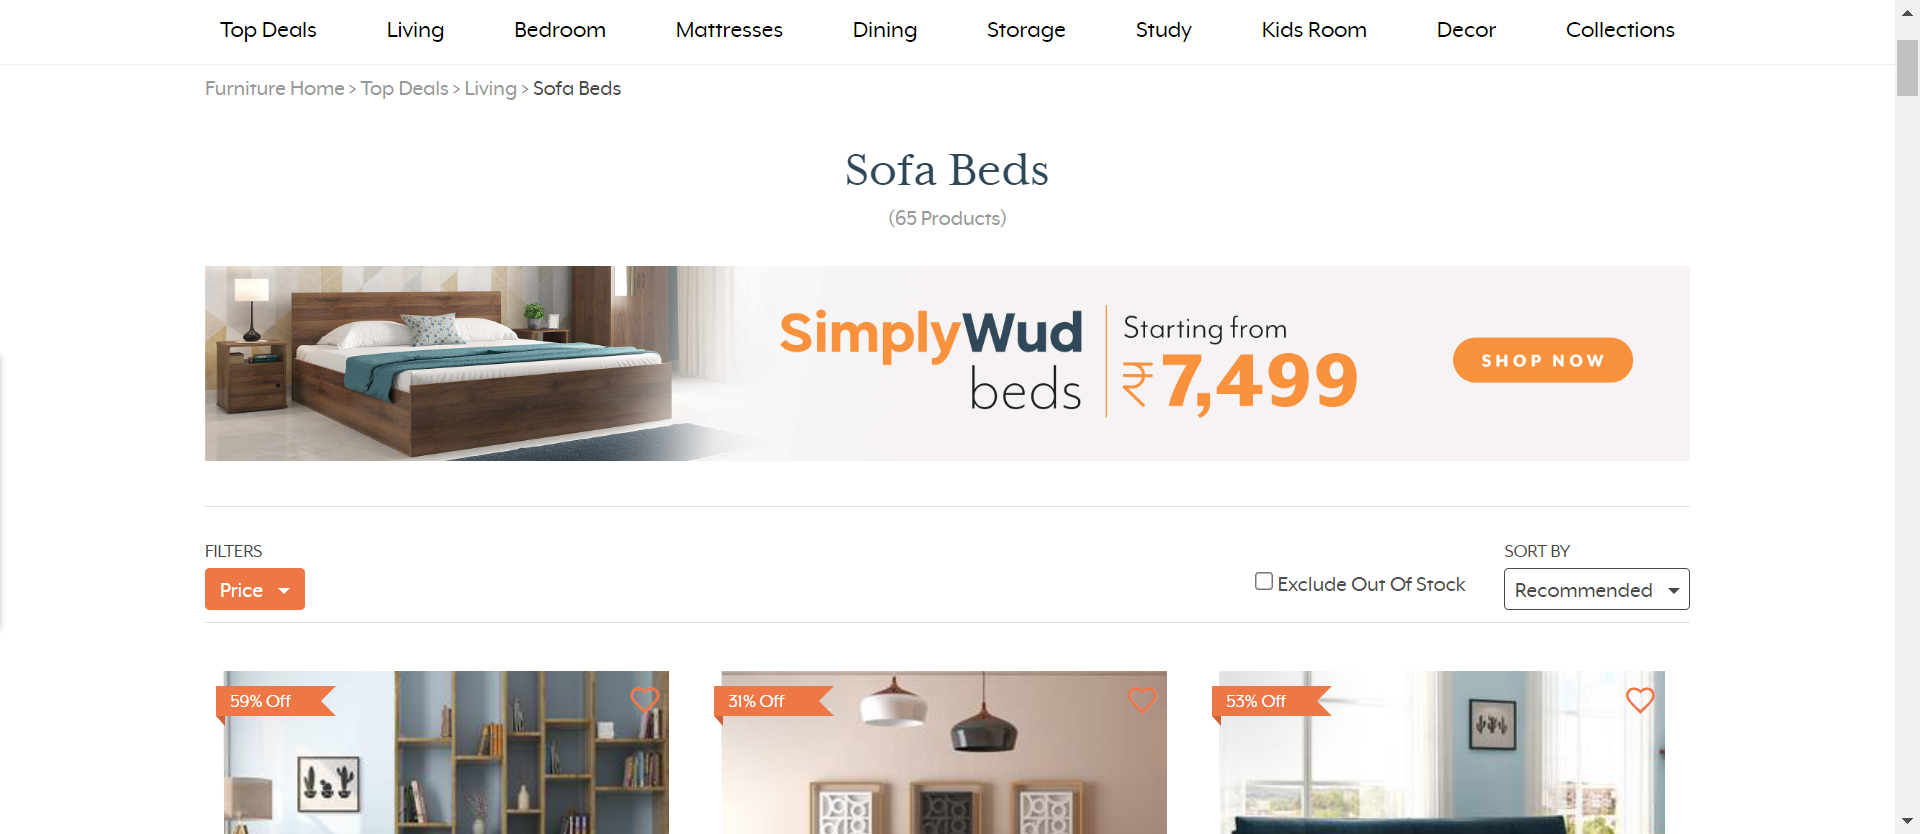 Top Deals Living Bedroom Mattresses Dining Storage Study Kids Room Decor Collections
Furniture Home > Top Deals > Living > Sofa Beds
Sofa Beds
(65 Products)
SimplyWud
beds
Starting from
₹7,499
SHOP NOW
FILTERS
Price
Exclude Out Of Stock
SORT BY
Recommended
59% Off
31% Off
53% Off